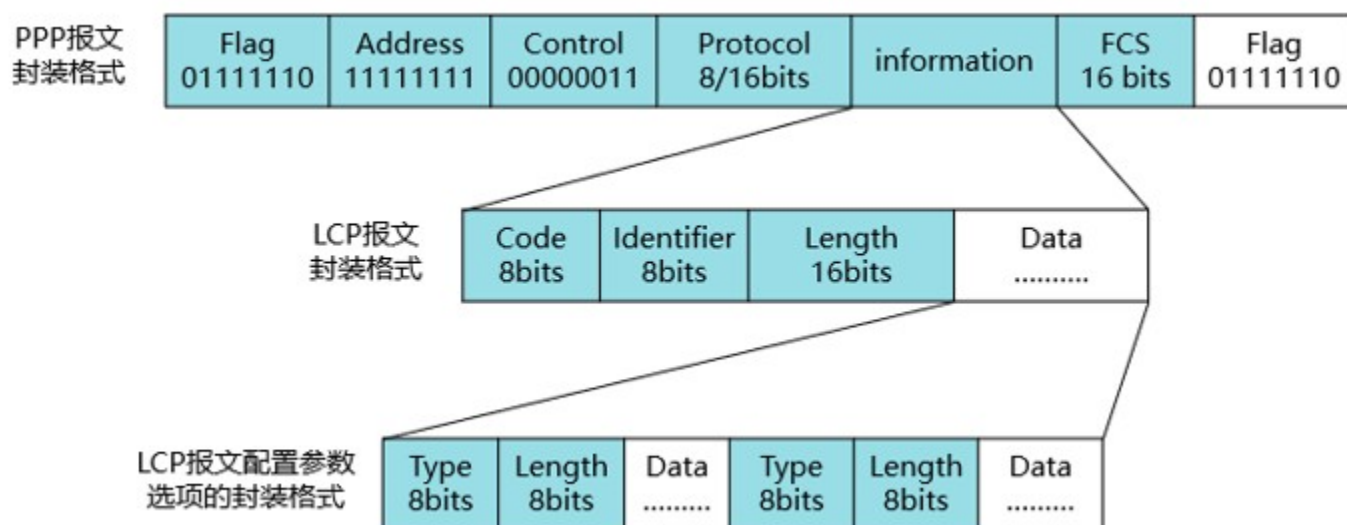 PPP报文
封装格式
Flag
01111110
Address
11111111
Control
00000011
Protocol
8/16bits
information
FCS
16 bits
Flag
01111110
LCP报文
封装格式
Code
8bits
Identifier
8bits
Length
16bits
Data
..........
LCP报文配置参数
选项的封装格式
Type
8bits
Length
8bits
Data
.........
Type
8bits
Length
8bits
Data
.........